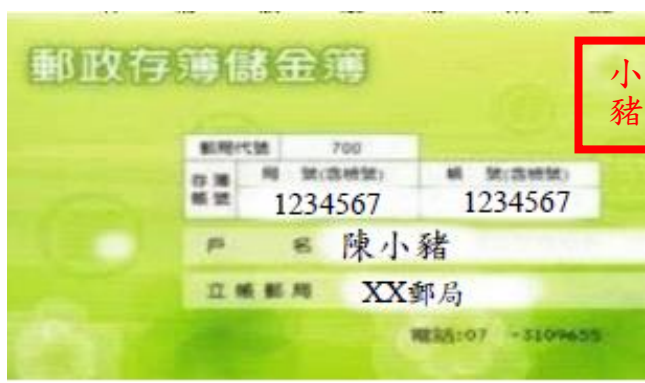 郵政存簿儲金簿
小
豬
郵局代號 700
存簿 局 號(含檢號) 帳 號(含檢號)
帳號 1234567 1234567
戶 名 陳小豬
立帳郵局 XX郵局
電話:07 -3109655